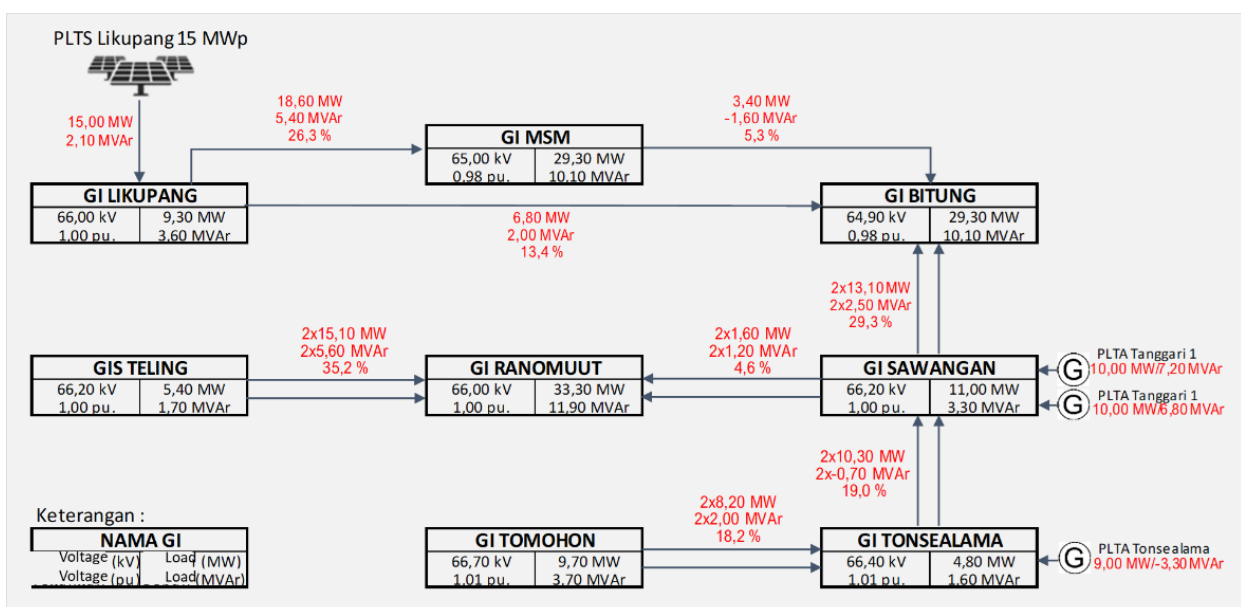 PLTS Likupang 15 MWp
15,00 MW
2,10 MVAr
18,60 MW
5,40 MVAr
26,3 %
3,40 MW
-1,60 MVAr
5,3 %
GI MSM
65,00 kV 29,30 MW
0,98 pu. 10,10 MVAr
GI LIKUPANG
66,00 kV 9,30 MW
1,00 pu. 3,60 MVAr
6,80 MW
2,00 MVAr
13,4 %
GI BITUNG
64,90 kV 29,30 MW
0,98 pu. 10,10 MVAr
2x13,10 MW
2x2,50 MVAr
29,3 %
2x15,10 MW
2x5,60 MVAr
35,2 %
2x1,60 MW
2x1,20 MVAr
4,6 %
GIS TELING
66,20 kV 5,40 MW
1,00 pu. 1,70 MVAr
GI RANOMUUT
66,00 kV 33,30 MW
1,00 pu. 11,90 MVAr
GI SAWANGAN
66,20 kV 11,00 MW
1,00 pu. 3,30 MVAr
G
PLTA Tanggari 1
10,00 MW/7,20 MVAr
G
PLTA Tanggari 1
10,00 MW/6,80 MVAr
2x10,30 MW
2x-0,70 MVAr
19,0 %
2x8,20 MW
2x2,00 MVAr
18,2 %
Keterangan :
NAMA GI
Voltage (kV) Load (MW)
Voltage (pu) Load (MVAr)
GI TOMOHON
66,70 kV 9,70 MW
1,01 pu. 3,70 MVAr
GI TONSEALAMA
66,40 kV 4,80 MW
1,01 pu. 1,60 MVAr
G
PLTA Tonsealama
9,00 MW/-3,30 MVAr